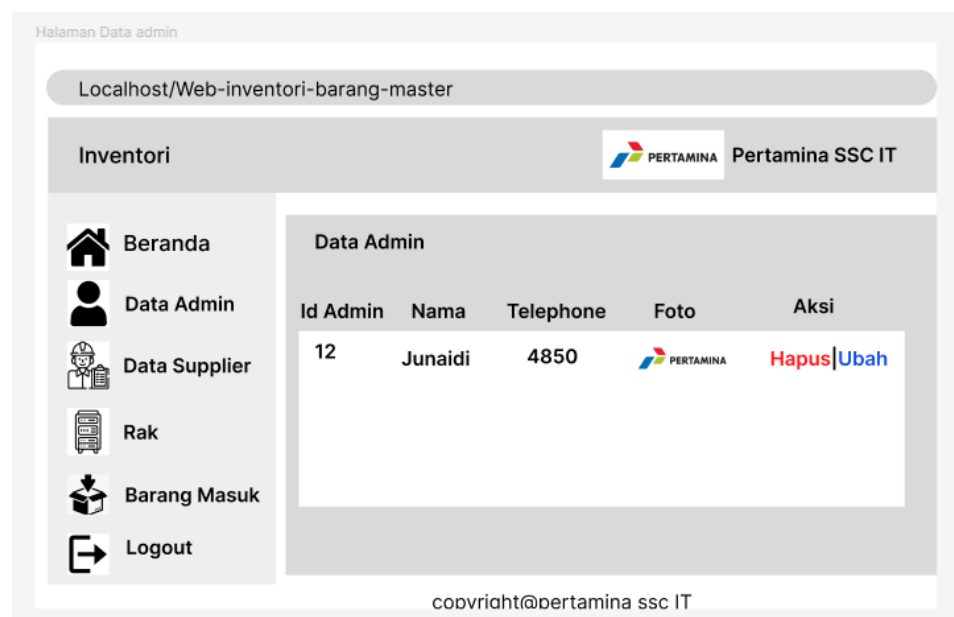 Halaman Data admin
Localhost/Web-inventori-barang-master
Inventori
PERTAMINA Pertamina SSC IT
Beranda
Data Admin
Data Supplier
Rak
Barang Masuk
Logout
Data Admin
Id Admin Nama Telephone Foto Aksi
12 Junaidi 4850 PERTAMINA Hapus|Ubah
copyright@pertamina ssc IT